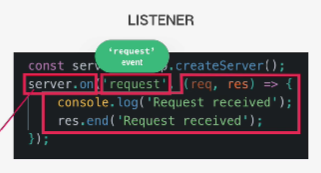 LISTENER
'request'
event
const serv p.createServer();
server.on('request', (req, res) => {
console.log('Request received');
res.end('Request received');
});